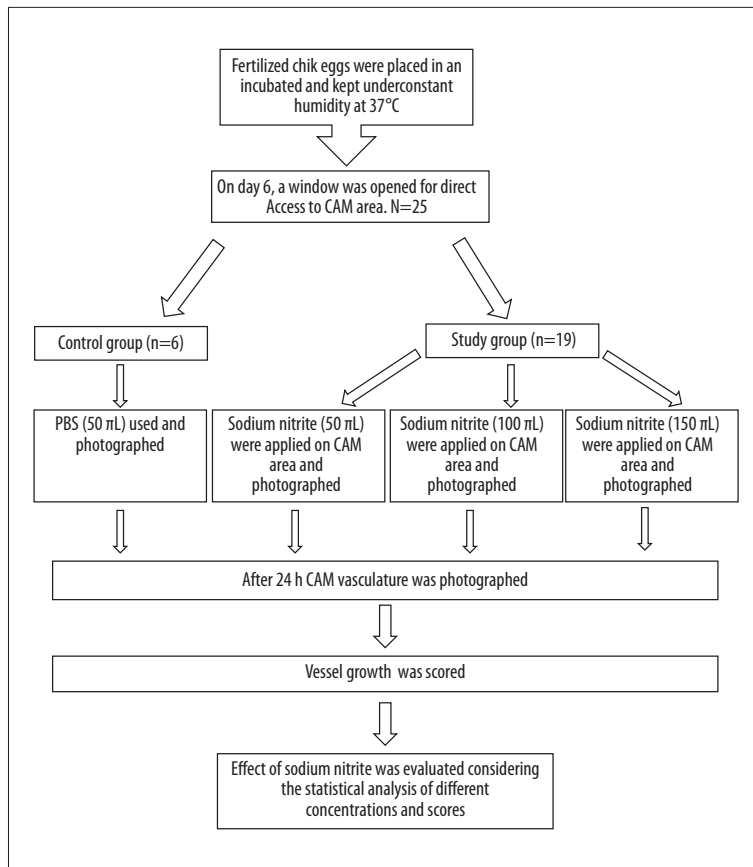 Fertilized chik eggs were placed in an
incubated and kept underconstant
humidity at 37°C
On day 6, a window was opened for direct
Access to CAM area. N=25
Control group (n=6)
Study group (n=19)
PBS (50 πL) used and
photographed
Sodium nitrite (50 πL)
were applied on CAM
area and
photographed
Sodium nitrite (100 πL)
were applied on CAM
area and
photographed
Sodium nitrite (150 πL)
were applied on CAM
area and
photographed
After 24 h CAM vasculature was photographed
Vessel growth was scored
Effect of sodium nitrite was evaluated considering
the statistical analysis of different
concentrations and scores